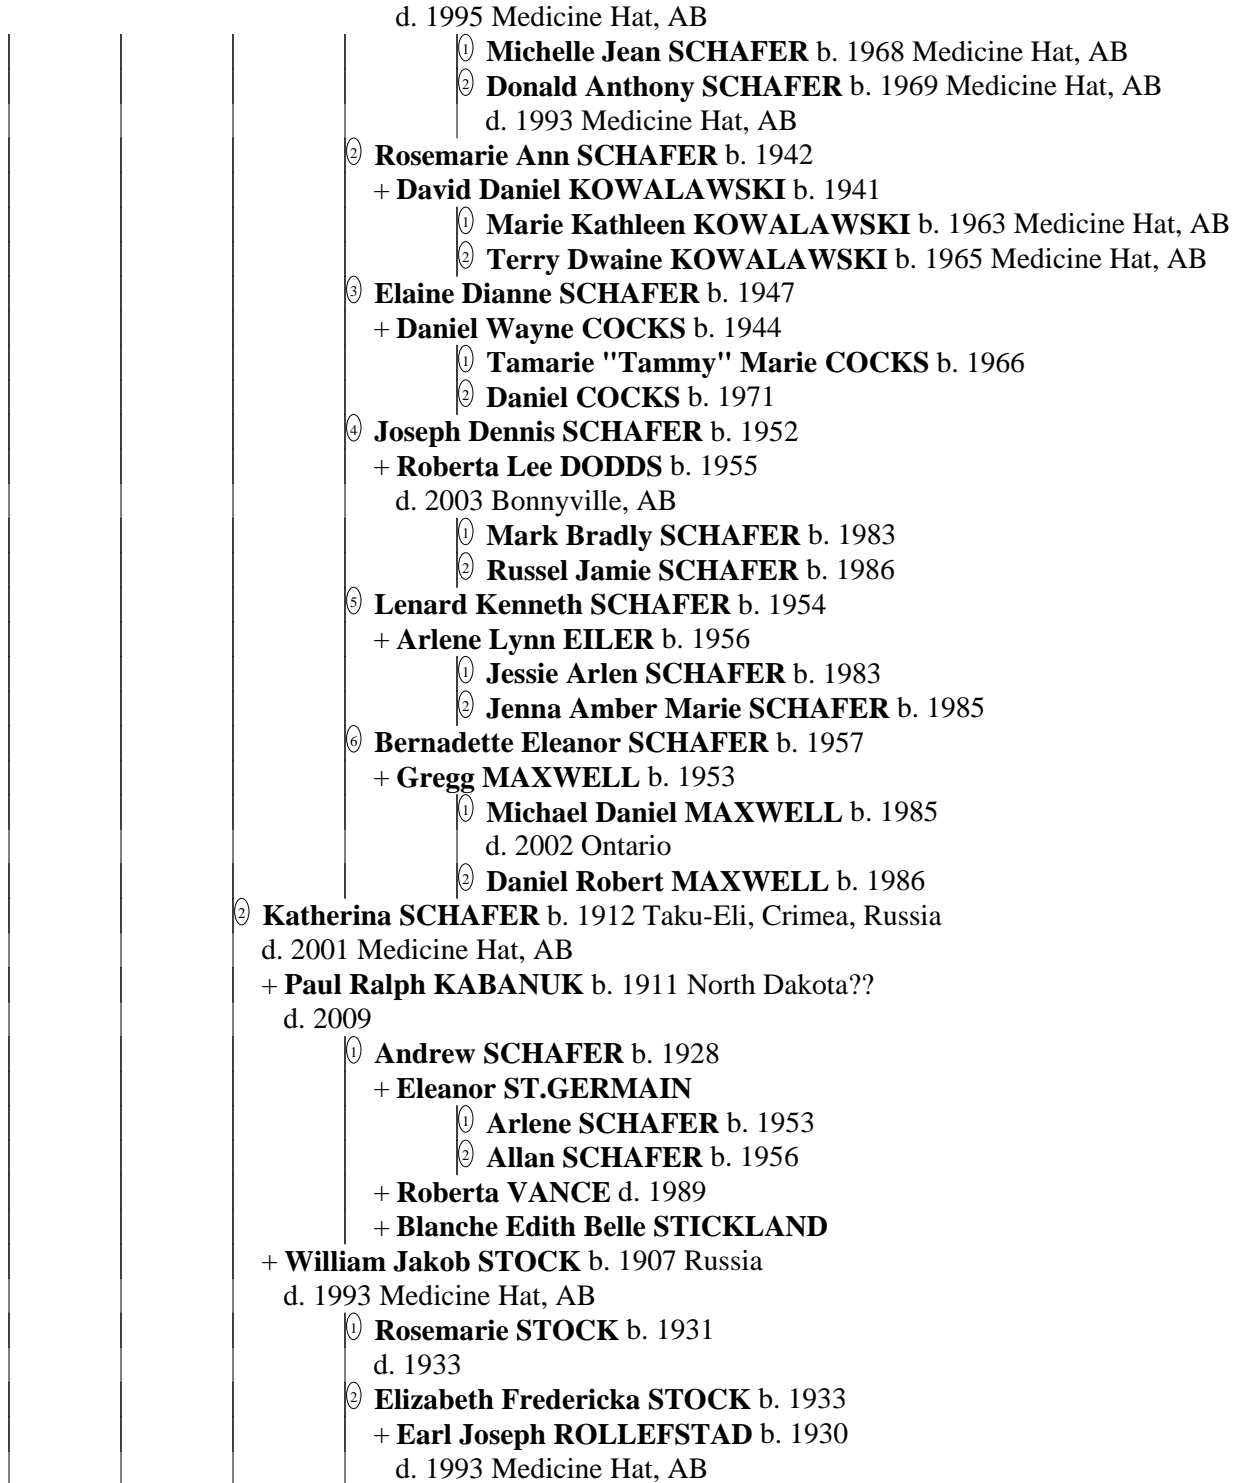 d. 1995 Medicine Hat, AB
① Michelle Jean SCHAFER b. 1968 Medicine Hat, AB
② Donald Anthony SCHAFER b. 1969 Medicine Hat, AB
d. 1993 Medicine Hat, AB
② Rosemarie Ann SCHAFER b. 1942
+ David Daniel KOWALAWSKI b. 1941
① Marie Kathleen KOWALAWSKI b. 1963 Medicine Hat, AB
② Terry Dwaine KOWALAWSKI b. 1965 Medicine Hat, AB
③ Elaine Dianne SCHAFER b. 1947
+ Daniel Wayne COCKS b. 1944
① Tamarie "Tammy" Marie COCKS b. 1966
② Daniel COCKS b. 1971
④ Joseph Dennis SCHAFER b. 1952
+ Roberta Lee DODDS b. 1955
d. 2003 Bonnyville, AB
① Mark Bradly SCHAFER b. 1983
② Russel Jamie SCHAFER b. 1986
⑤ Lenard Kenneth SCHAFER b. 1954
+ Arlene Lynn EILER b. 1956
① Jessie Arlen SCHAFER b. 1983
② Jenna Amber Marie SCHAFER b. 1985
⑥ Bernadette Eleanor SCHAFER b. 1957
+ Gregg MAXWELL b. 1953
① Michael Daniel MAXWELL b. 1985
d. 2002 Ontario
② Daniel Robert MAXWELL b. 1986
② Katherina SCHAFER b. 1912 Taku-Eli, Crimea, Russia
d. 2001 Medicine Hat, AB
+ Paul Ralph KABANUK b. 1911 North Dakota??
d. 2009
① Andrew SCHAFER b. 1928
+ Eleanor ST.GERMAIN
① Arlene SCHAFER b. 1953
② Allan SCHAFER b. 1956
+ Roberta VANCE d. 1989
+ Blanche Edith Belle STICKLAND
+ William Jakob STOCK b. 1907 Russia
d. 1993 Medicine Hat, AB
① Rosemarie STOCK b. 1931
d. 1933
② Elizabeth Fredericka STOCK b. 1933
+ Earl Joseph ROLLEFSTAD b. 1930
d. 1993 Medicine Hat, AB